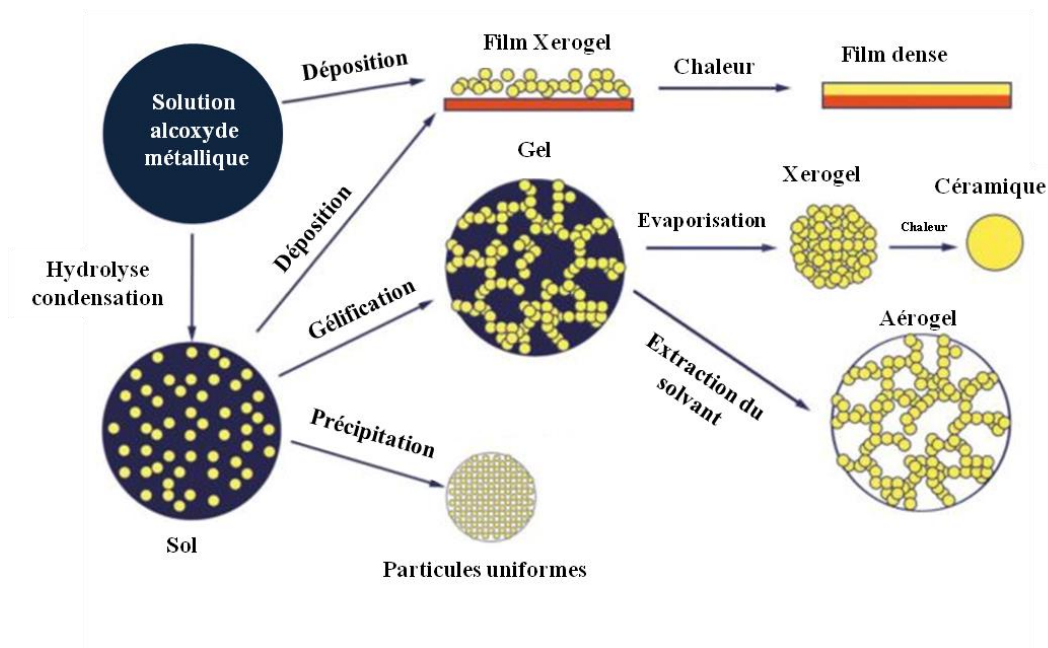 Film Xerogel
Déposition
Chaleur
Film dense
Solution
alcoxyde
métallique
Gel
Xerogel
Céramique
Evaporisation
Chaleur
Déposition
Hydrolyse
condensation
Gélification
Aérogel
Extraction du
solvant
Précipitation
Sol
Particules uniformes